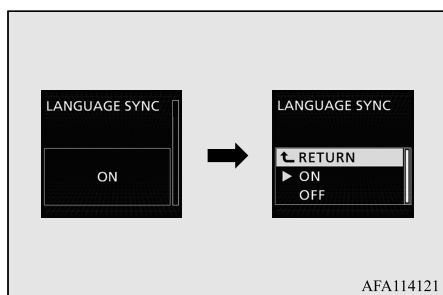 LANGUAGE SYNC
ON
LANGUAGE SYNC
RETURN
ON
OFF
AFA114121